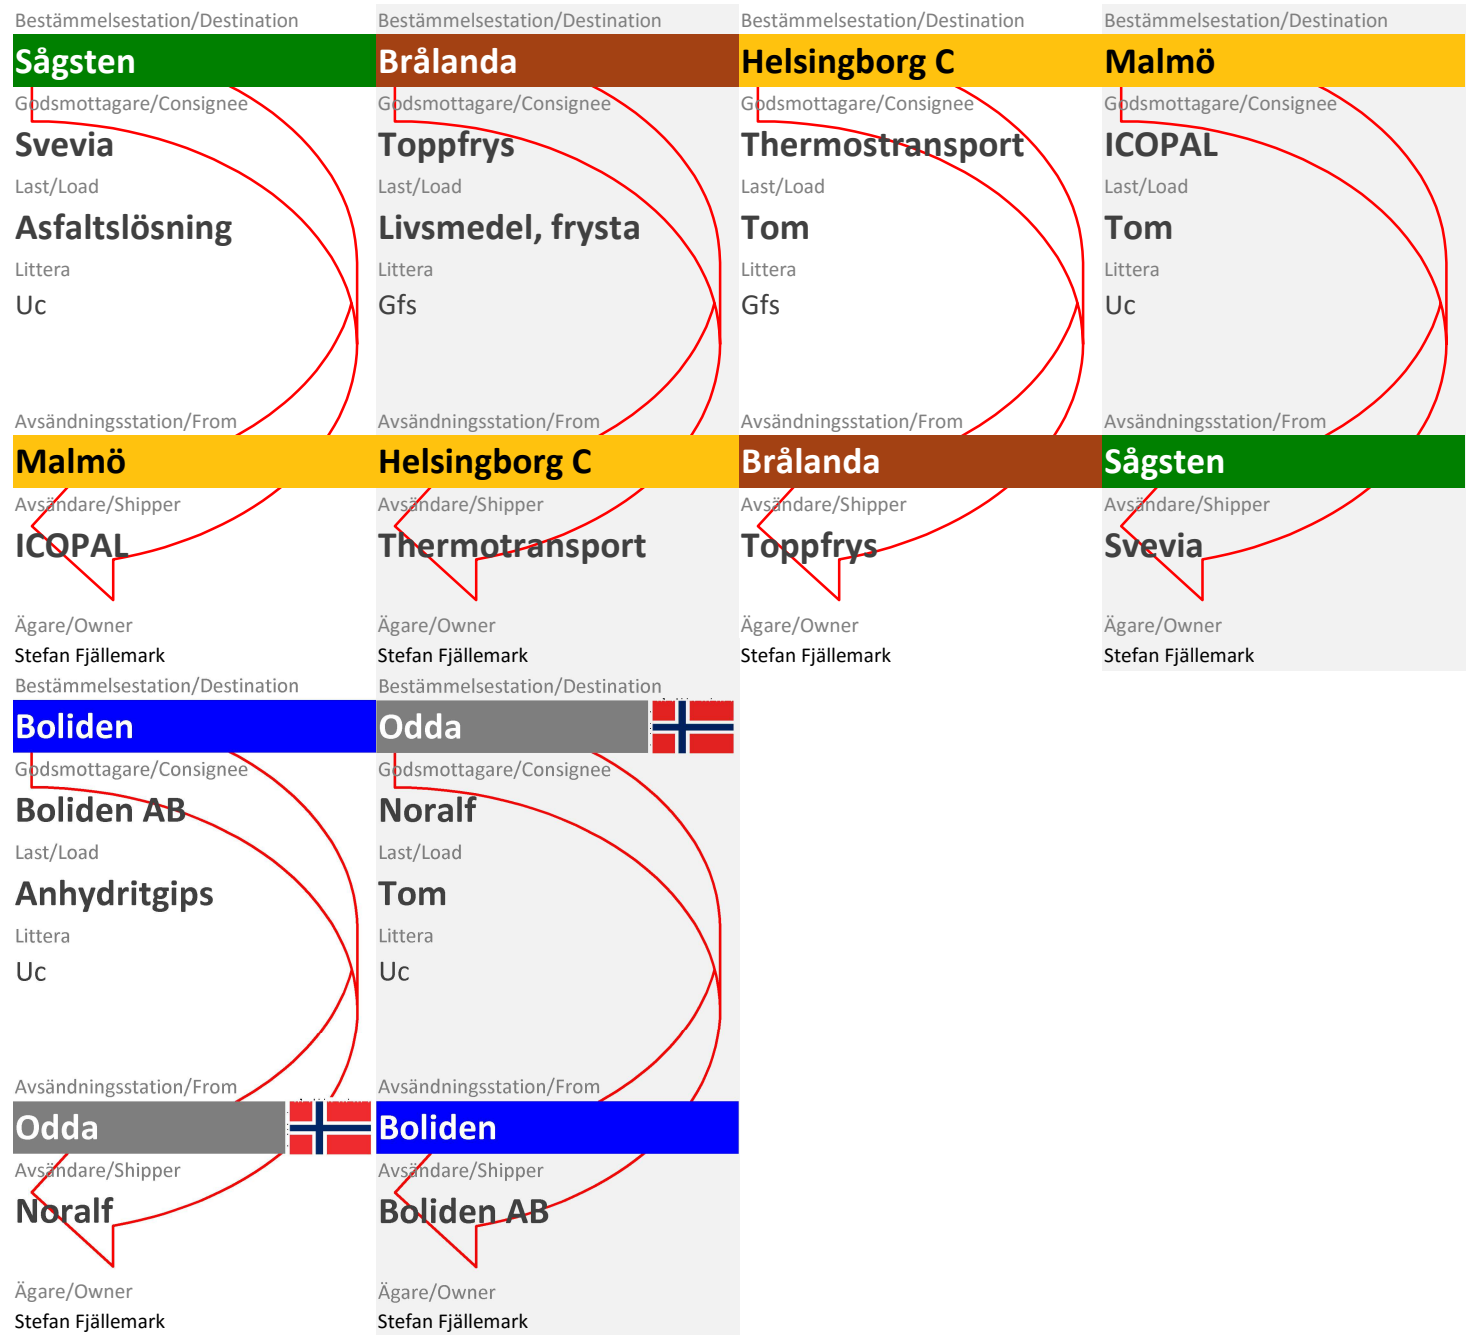 Bestämmelsestation/Destination
Sågsten
Godsmottagare/Consignee
Svevia
Last/Load
Asfaltslösning
Littera
Uc
Avsändningsstation/From
Malmö
Avsändare/Shipper
ICOPAL
Ägare/Owner
Stefan Fjällemark
Bestämmelsestation/Destination
Brålanda
Godsmottagare/Consignee
Toppfrys
Last/Load
Livsmedel, frysta
Littera
Gfs
Avsändningsstation/From
Helsingborg C
Avsändare/Shipper
Thermotransport
Ägare/Owner
Stefan Fjällemark
Bestämmelsestation/Destination
Helsingborg C
Godsmottagare/Consignee
Thermostransport
Last/Load
Tom
Littera
Gfs
Avsändningsstation/From
Brålanda
Avsändare/Shipper
Toppfrys
Ägare/Owner
Stefan Fjällemark
Bestämmelsestation/Destination
Malmö
Godsmottagare/Consignee
ICOPAL
Last/Load
Tom
Littera
Uc
Avsändningsstation/From
Sågsten
Avsändare/Shipper
Svevia
Ägare/Owner
Stefan Fjällemark
Bestämmelsestation/Destination
Boliden
Godsmottagare/Consignee
Boliden AB
Last/Load
Anhydritgips
Littera
Uc
Avsändningsstation/From
Odda
Avsändare/Shipper
Noralf
Ägare/Owner
Stefan Fjällemark
Bestämmelsestation/Destination
Odda
Godsmottagare/Consignee
Noralf
Last/Load
Tom
Littera
Uc
Avsändningsstation/From
Boliden
Avsändare/Shipper
Boliden AB
Ägare/Owner
Stefan Fjällemark